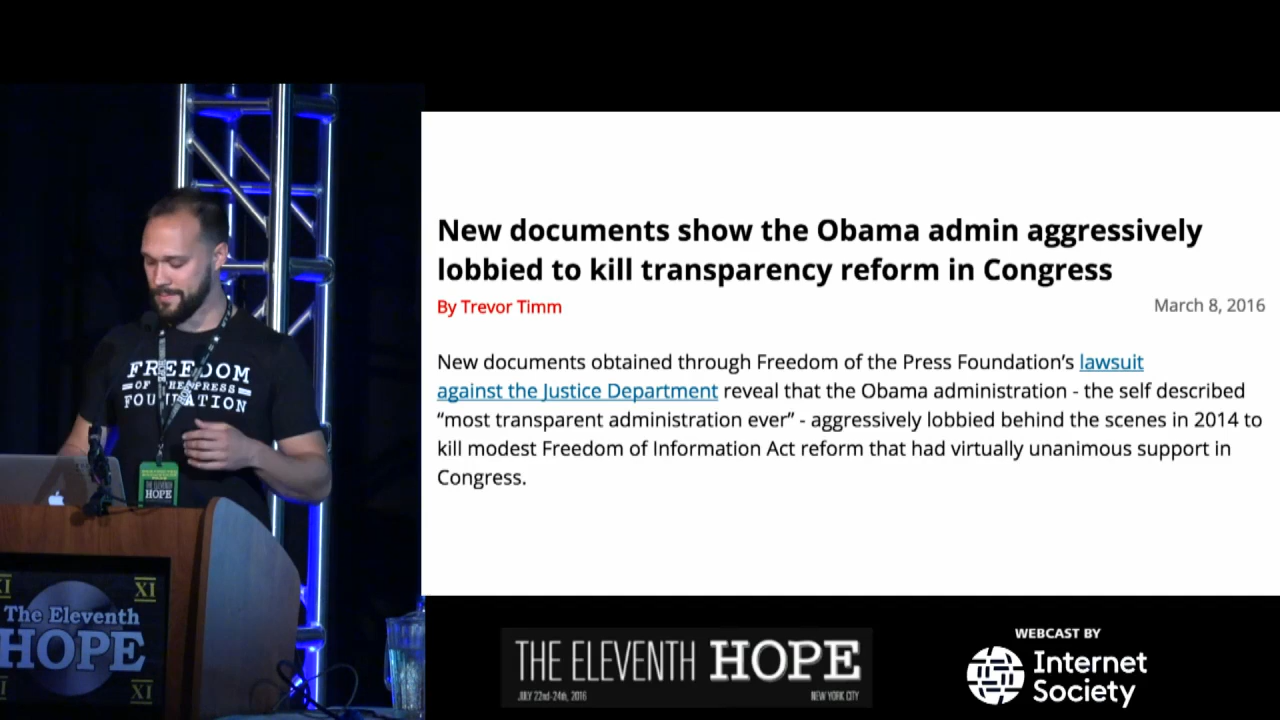 New documents show the Obama admin aggressively
lobbied to kill transparency reform in Congress
By Trevor Timm
March 8, 2016
New documents obtained through Freedom of the Press Foundation’s lawsuit
against the Justice Department reveal that the Obama administration - the self described
“most transparent administration ever” - aggressively lobbied behind the scenes in 2014 to
kill modest Freedom of Information Act reform that had virtually unanimous support in
Congress.
FREEDOM
OF THE PRESS
FOUNDATION
THE ELEVENTH
HOPE
XI
XI
The Eleventh
HOPE
XI
THE ELEVENTH HOPE
JULY 22nd-24th, 2016
NEW YORK CITY
WEBCAST BY
Internet
Society